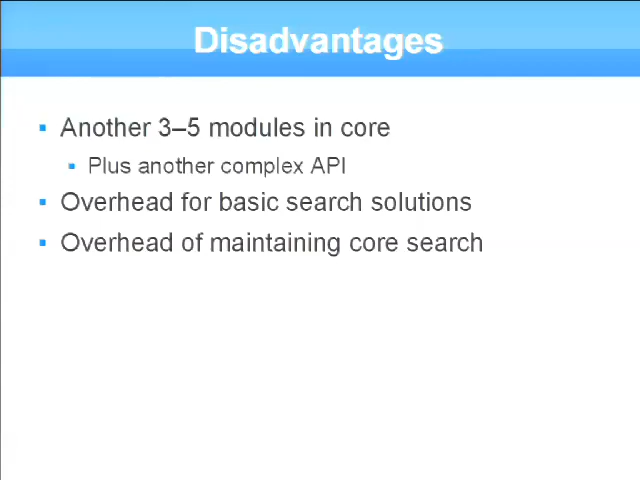 Disadvantages
Another 3–5 modules in core
Plus another complex API
Overhead for basic search solutions
Overhead of maintaining core search